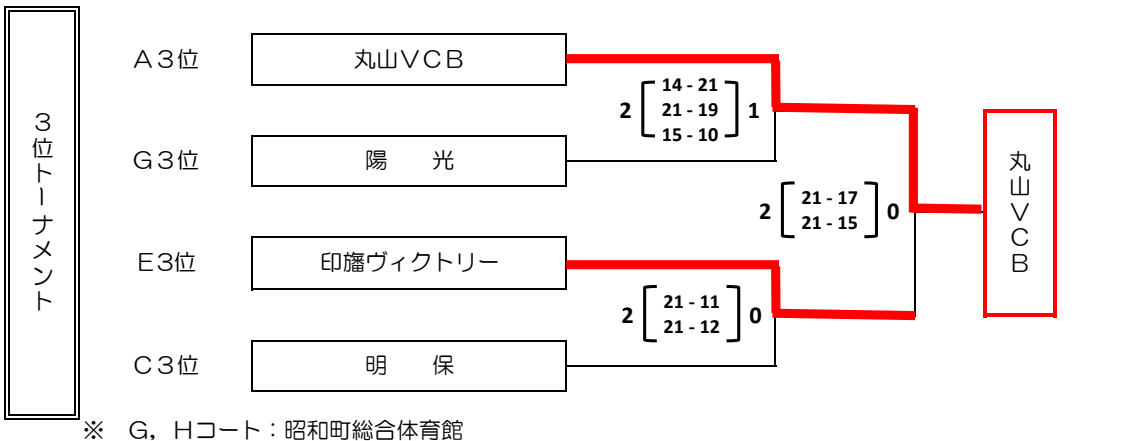 3位トーナメント
A3位
丸山VCB
14 - 21
2 21 - 19 1
15 - 10
G3位
陽　光
丸山VCB
21 - 17
2 0
21 - 15
E3位
印旛ヴィクトリー
21 - 11
2 0
21 - 12
C3位
明　保
※　G，Hコート：昭和町総合体育館